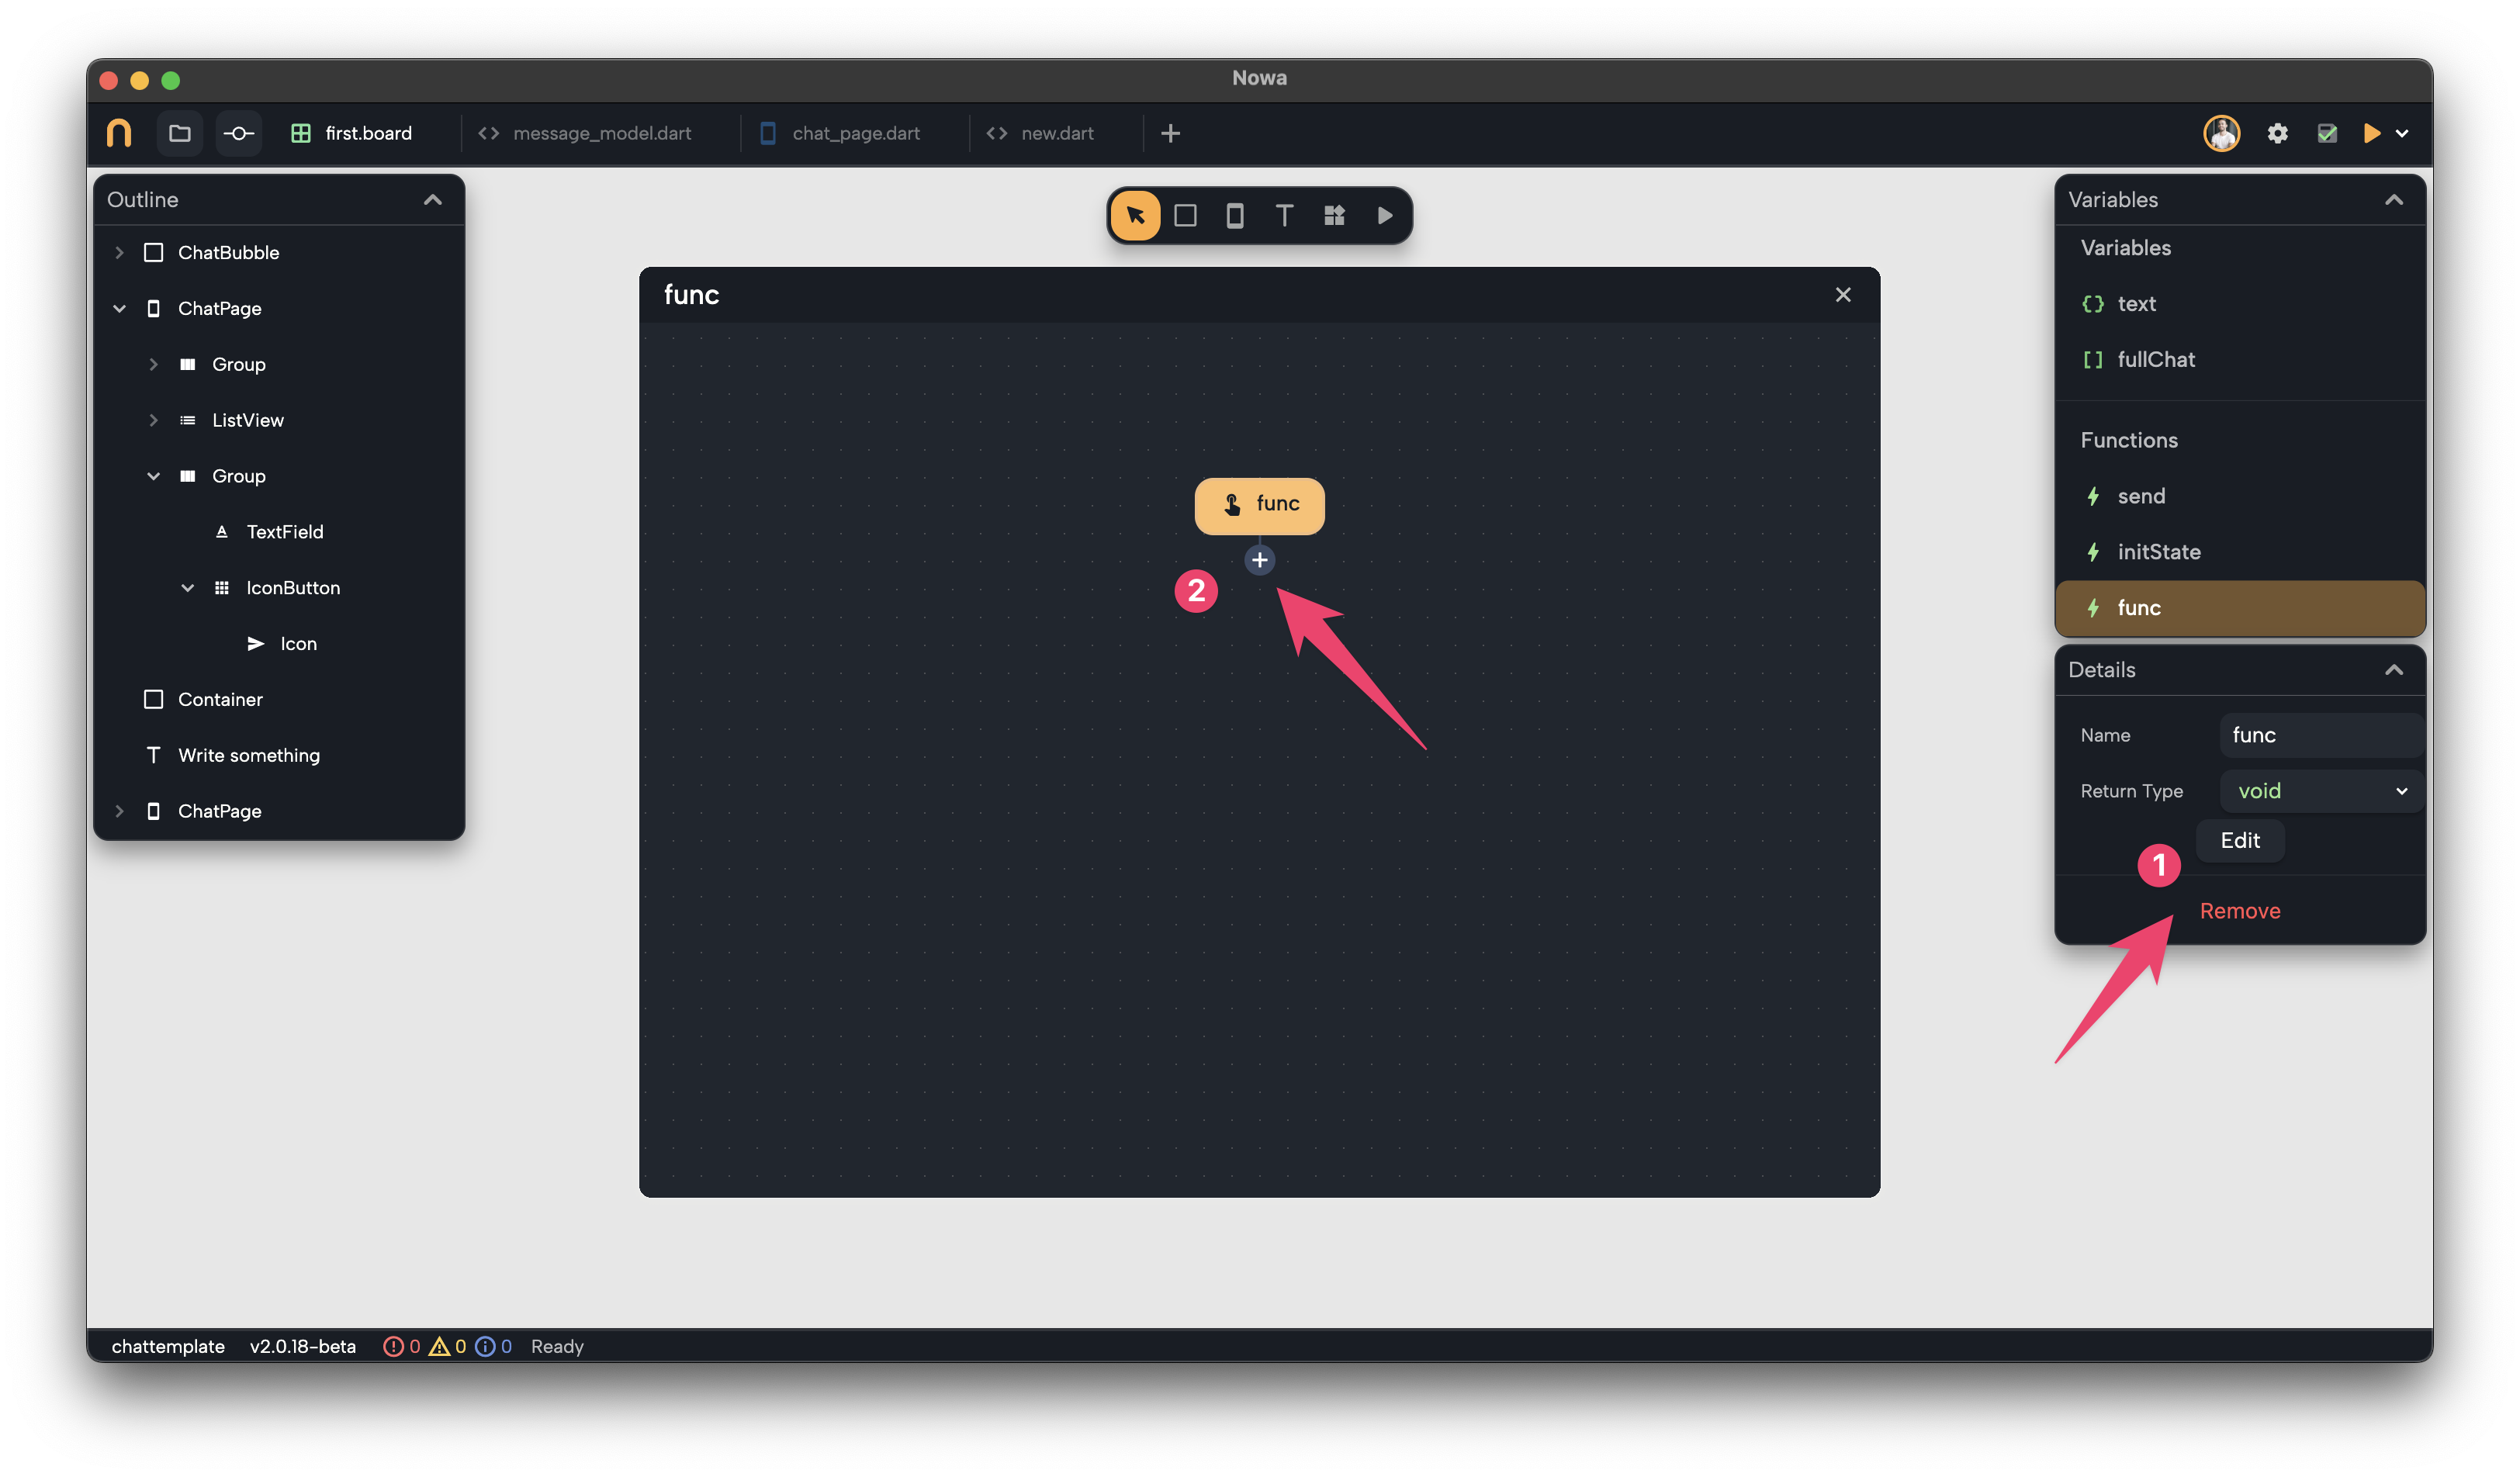 Nowa
first.board
message_model.dart
chat_page.dart
new.dart
Outline
ChatBubble
ChatPage
Group
ListView
Group
TextField
IconButton
Icon
Container
Write something
ChatPage
func
func
2
Variables
Variables
text
fullChat
Functions
send
initState
func
Details
Name func
Return Type void
Edit
1
Remove
chattemplate v2.0.18-beta 0 0 0 Ready